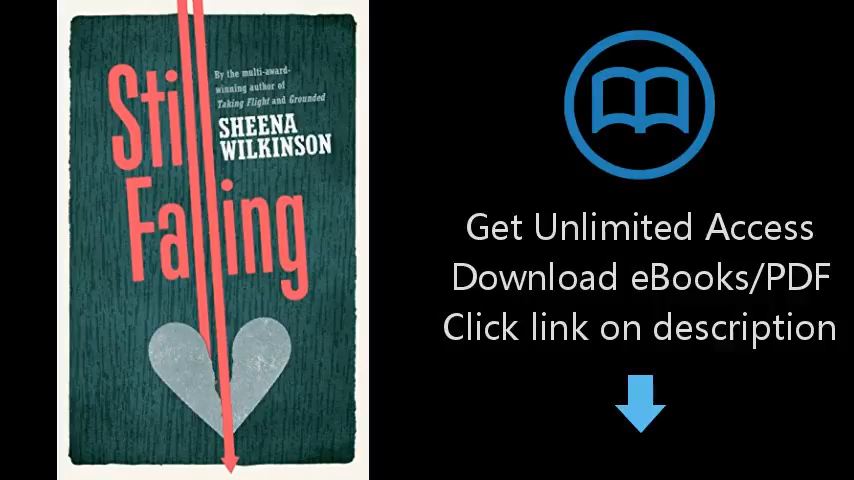 Still
Falling
By the multi-award-
winning author of
Taking Flight and Grounded
SHEENA
WILKINSON
Get Unlimited Access
Download eBooks/PDF
Click link on description